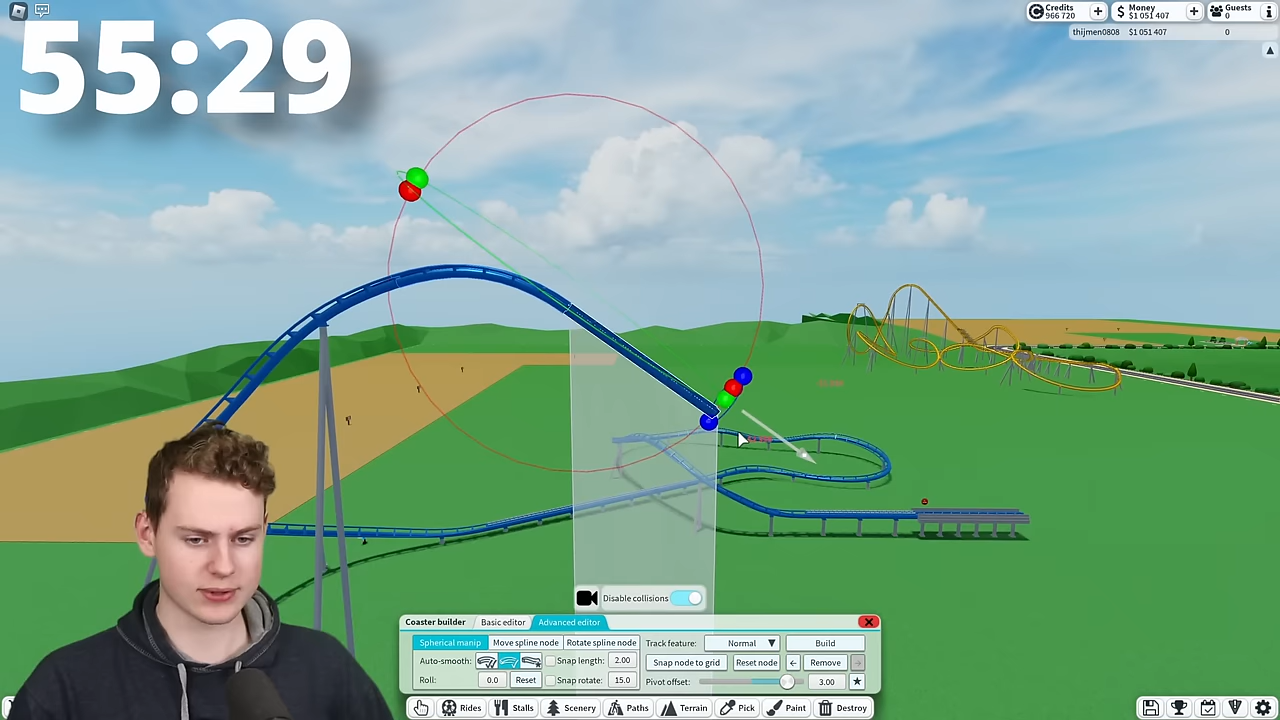 55:29
Credits
966 720
+
$ Money
$1 051 407
+
Guests
0
thijmen0808 $1 051 407 0
Disable collisions
Coaster builder Basic editor Advanced editor
Spherical manip Move spline node Rotate spline node Track feature: Normal Build
Auto-smooth: Snap length: 2.00 Snap node to grid Reset node Remove
Roll: 0.0 Reset Snap rotate: 15.0 Pivot offset: 3.00
Rides Stalls Scenery Paths Terrain Pick Paint Destroy